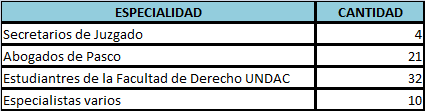 ESPECIALIDAD CANTIDAD
Secretarios de Juzgado 4
Abogados de Pasco 21
Estudiantres de la Facultad de Derecho UNDAC 32
Especialistas varios 10